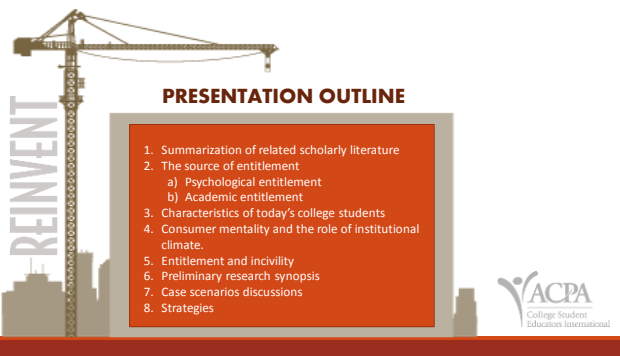 REINVENT
PRESENTATION OUTLINE
1. Summarization of related scholarly literature
2. The source of entitlement
a) Psychological entitlement
b) Academic entitlement
3. Characteristics of today's college students
4. Consumer mentality and the role of institutional
climate.
5. Entitlement and incivility
6. Preliminary research synopsis
7. Case scenarios discussions
8. Strategies
ACPA
College Student
Educators International